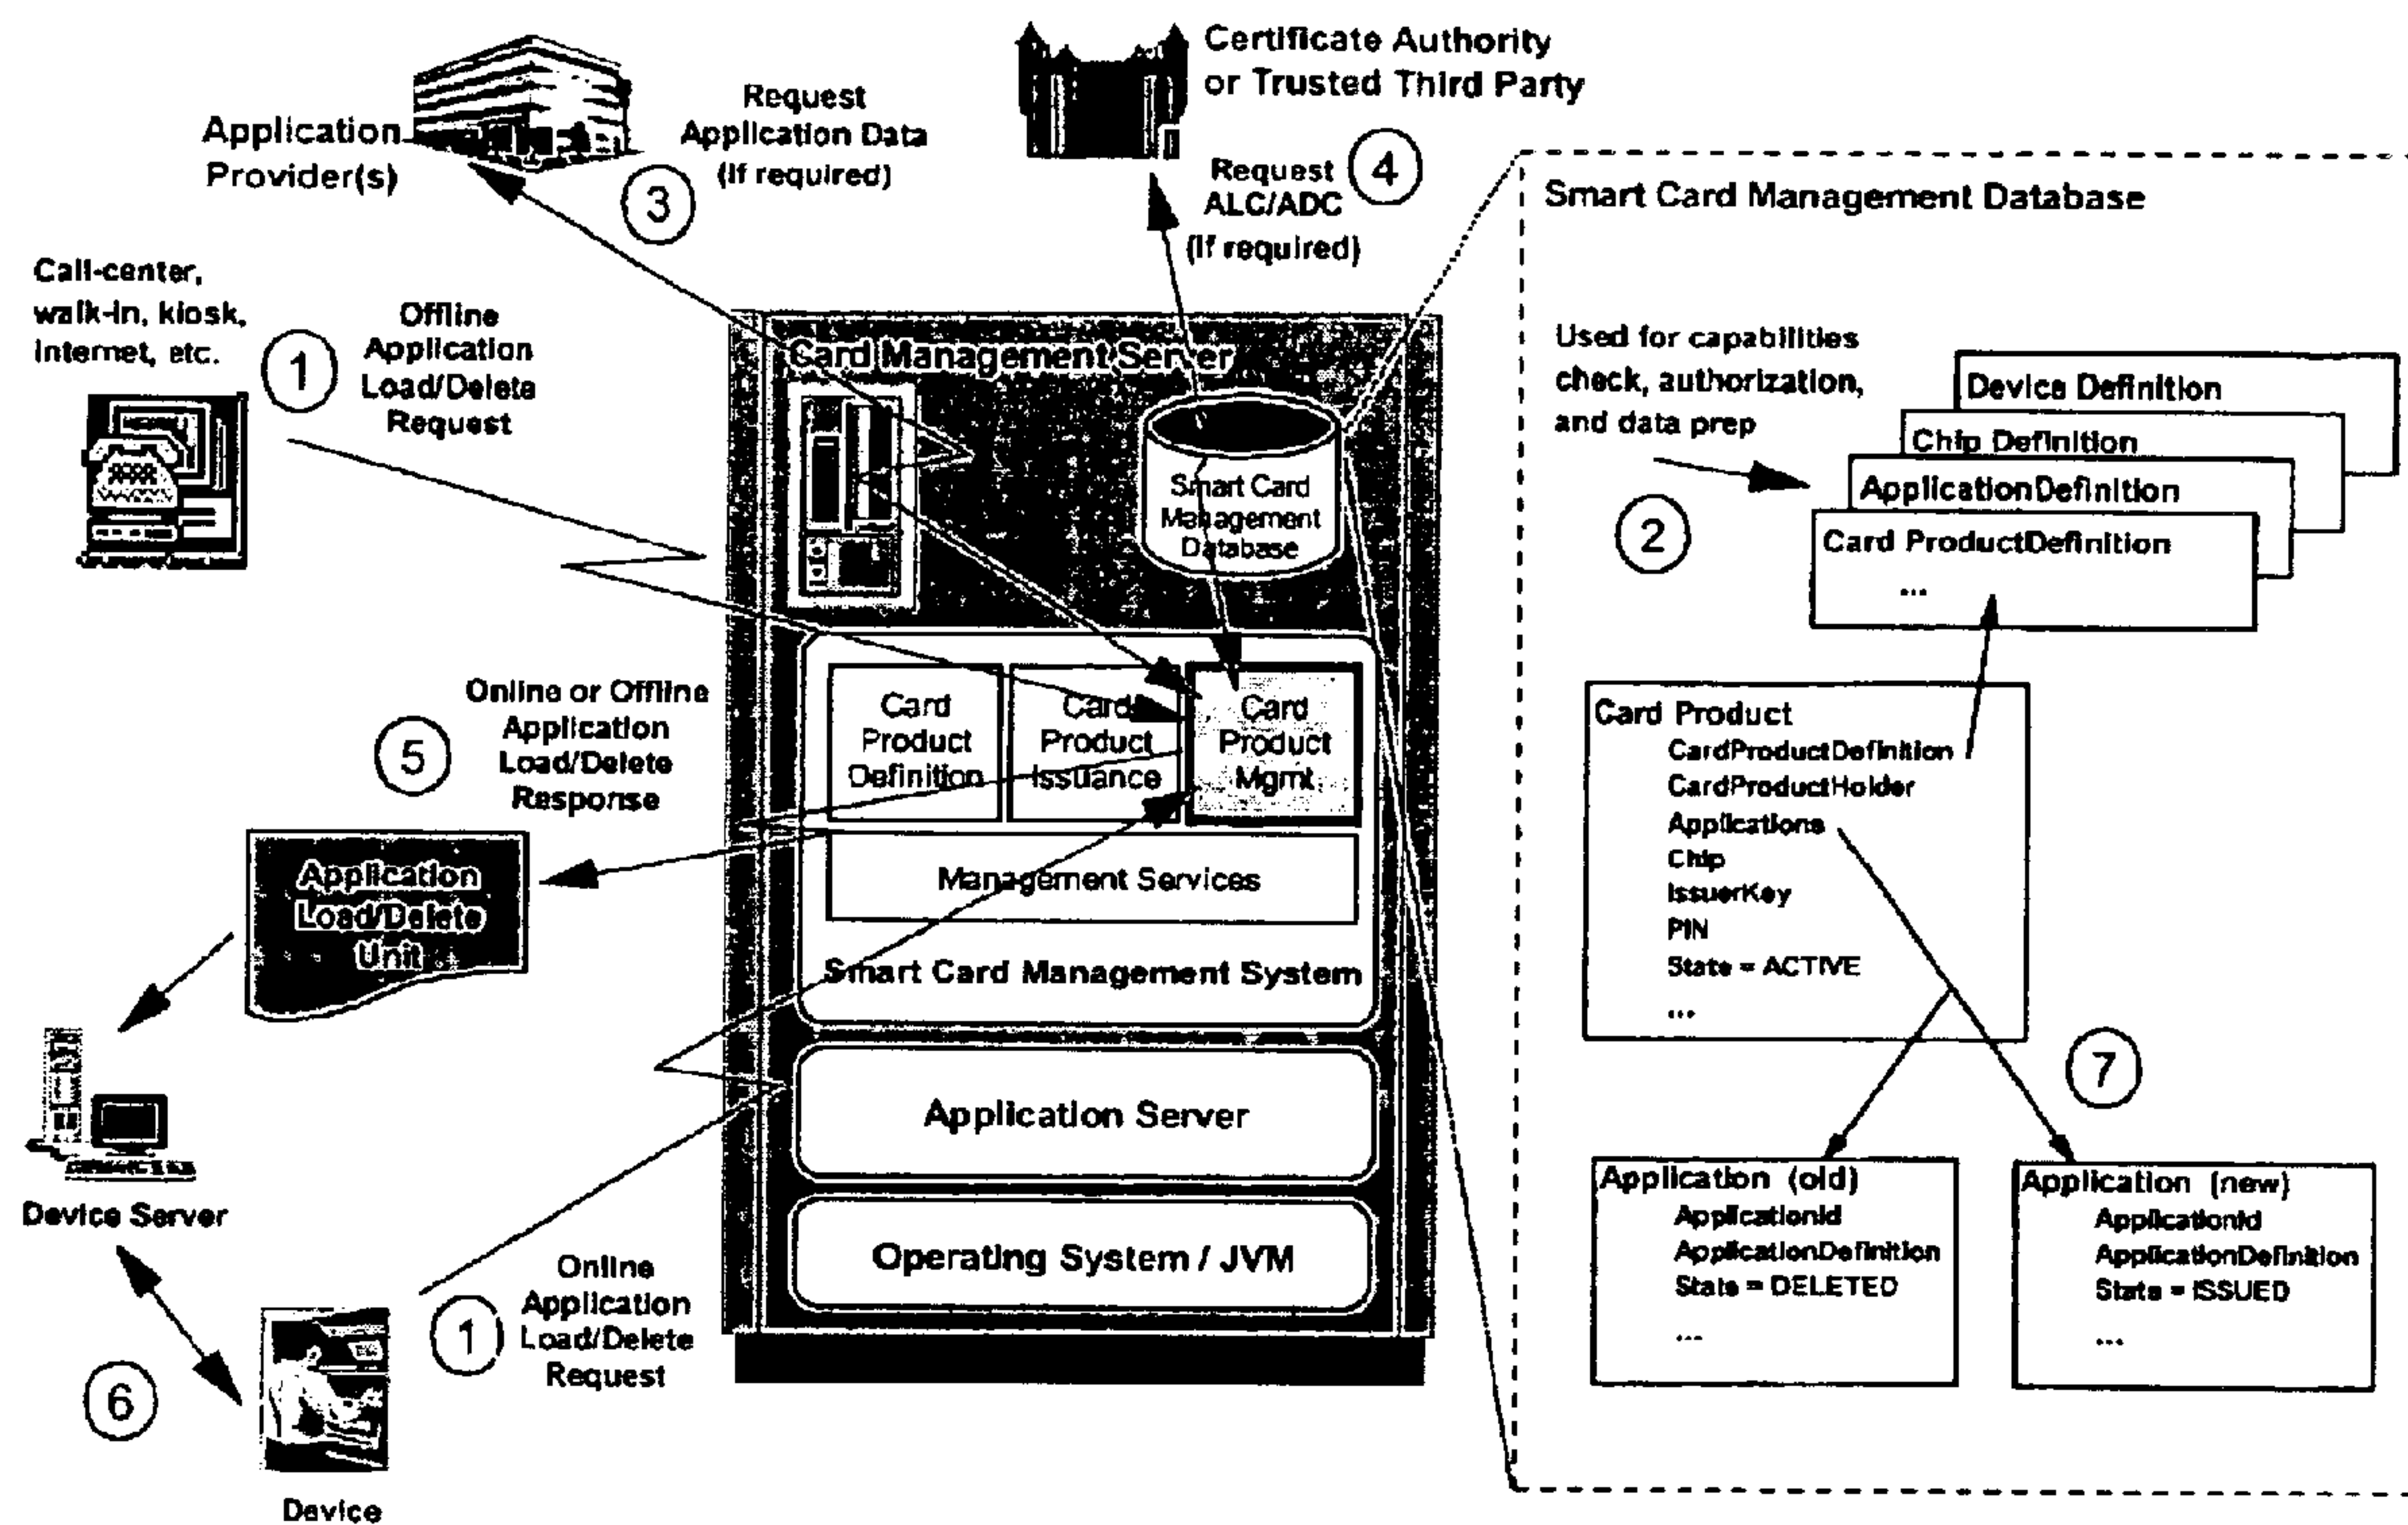 Application
Provider(s)
Request
Application Data
(If required)
3
Certificate Authority
or Trusted Third Party
Request
ALC/ADC
(If required)
4
Call-center,
walk-in, kiosk,
Internet, etc.
1
Offline
Application
Load/Delete
Request
Card Management Server
Smart Card
Management
Database
Card
Product
Definition
Card
Product
Issuance
Card
Product
Mgmt
Management Services
Smart Card Management System
Application Server
Operating System / JVM
5
Online or Offline
Application
Load/Delete
Response
Application
Load/Delete
Unit
Device Server
6
Device
1
Online
Application
Load/Delete
Request
Smart Card Management Database
Used for capabilities
check, authorization,
and data prep
2
Device Definition
Chip Definition
ApplicationDefinition
Card ProductDefinition
...
Card Product
CardProductDefinition
CardProductHolder
Applications
Chip
IssuerKey
PIN
State = ACTIVE
...
7
Application (old)
ApplicationId
ApplicationDefinition
State = DELETED
...
Application (new)
ApplicationId
ApplicationDefinition
State = ISSUED
...